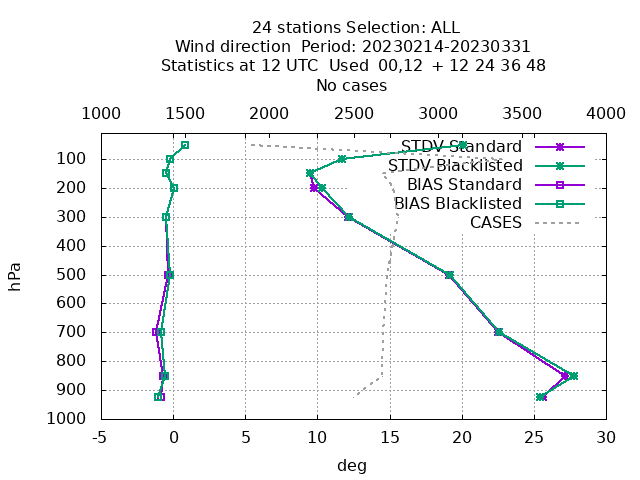 24 stations Selection: ALL
Wind direction  Period: 20230214-20230331
Statistics at 12 UTC  Used  00,12  + 12 24 36 48
No cases
1000 1500 2000 2500 3000 3500 4000
STDV Standard
STDV Blacklisted
BIAS Standard
BIAS Blacklisted
CASES
hPa
100
200
300
400
500
600
700
800
900
1000
-5 0 5 10 15 20 25 30
deg